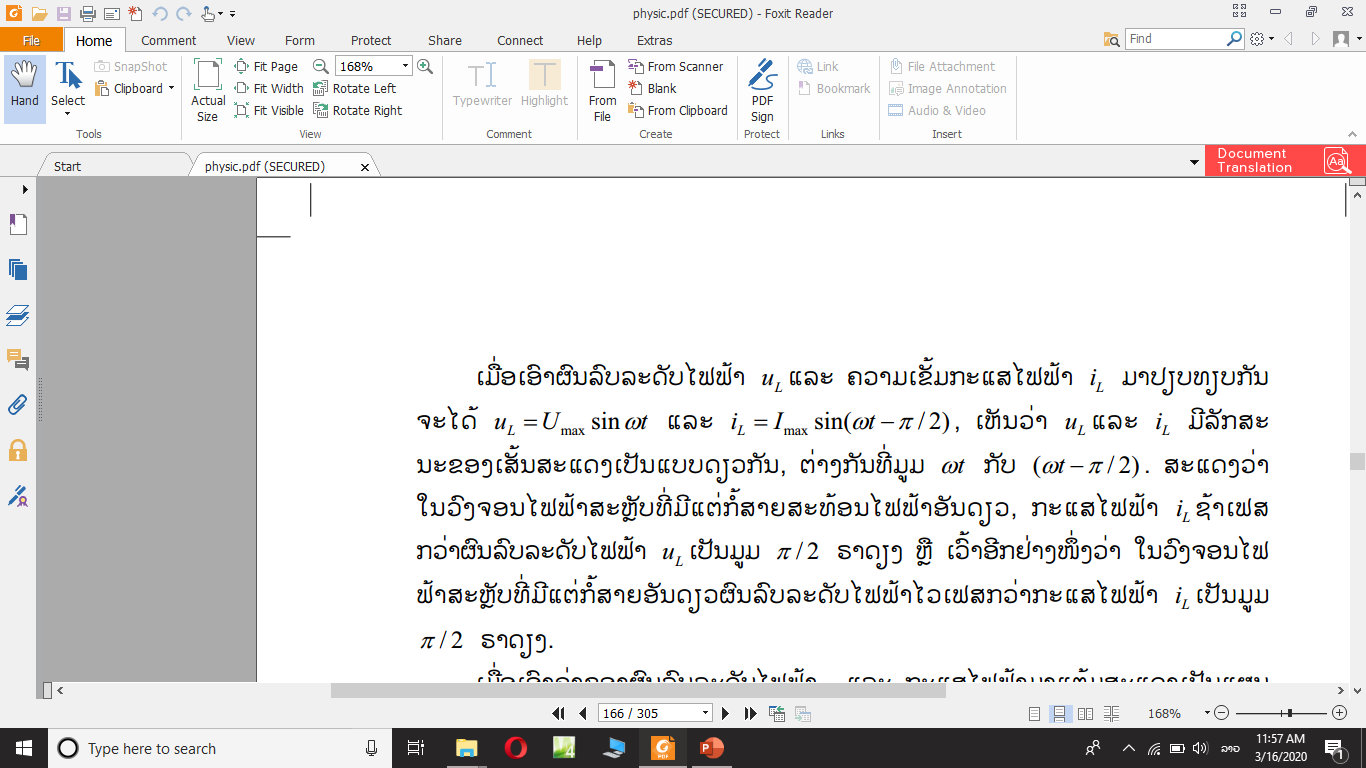 physic.pdf (SECURED) - Foxit Reader
File Home Comment View Form Protect Share Connect Help Extras Find
Hand Select SnapShot Clipboard Actual Size Fit Page Fit Width Fit Visible 168% Rotate Left Rotate Right Typewriter Highlight From File From Scanner Blank From Clipboard PDF Sign Link Bookmark File Attachment Image Annotation Audio & Video
Tools View Comment Create Protect Links Insert
Start physic.pdf (SECURED) Document Translation
ເມື່ອເອົາຜົນລົບລະດັບໄຟຟ້າ u_L ແລະ ຄວາມເຂັ້ມກະແສໄຟຟ້າ i_L ມາປຽບທຽບກັນ
ຈະໄດ້ u_L = U_max sin ωt ແລະ i_L = I_max sin(ωt − π / 2), ເຫັນວ່າ u_L ແລະ i_L ມີລັກສະ
ນະຂອງເສັ້ນສະແດງເປັນແບບດຽວກັນ, ຕ່າງກັນທີ່ມູມ ωt ກັບ (ωt − π / 2). ສະແດງວ່າ
ໃນວົງຈອນໄຟຟ້າສະຫຼັບທີ່ມີແຕ່ກໍ້ສາຍສະທ້ອນໄຟຟ້າອັນດຽວ, ກະແສໄຟຟ້າ i_L ຊ້າເຟສ
ກວ່າຜົນລົບລະດັບໄຟຟ້າ u_L ເປັນມູມ π / 2 ຣາດຽງ ຫຼື ເວົ້າອີກຢ່າງໜຶ່ງວ່າ ໃນວົງຈອນໄຟ
ຟ້າສະຫຼັບທີ່ມີແຕ່ກໍ້ສາຍອັນດຽວຜົນລົບລະດັບໄຟຟ້າໄວເຟສກວ່າກະແສໄຟຟ້າ i_L ເປັນມູມ
π / 2 ຣາດຽງ.
166 / 305 168%
Type here to search ລາວ 11:57 AM
3/16/2020 1